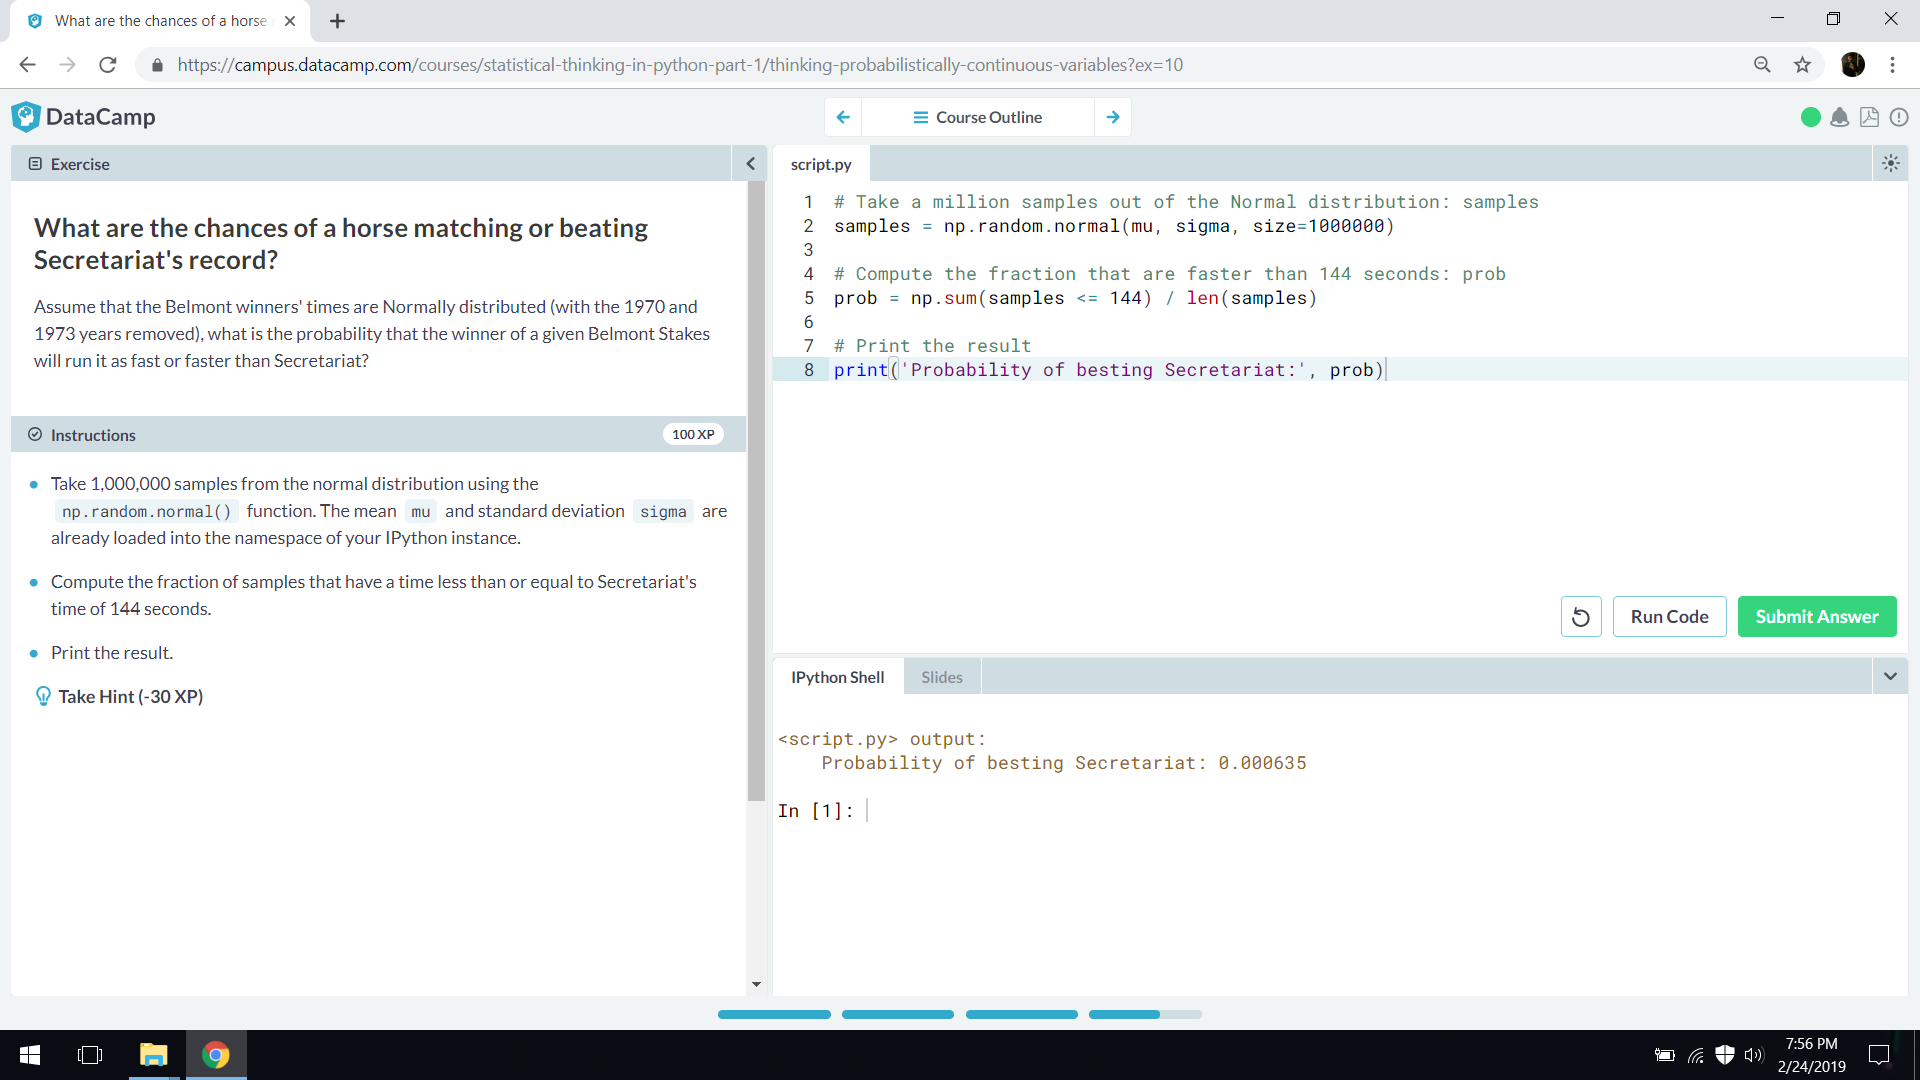 What are the chances of a horse
https://campus.datacamp.com/courses/statistical-thinking-in-python-part-1/thinking-probabilistically-continuous-variables?ex=10
DataCamp
Course Outline
Exercise
What are the chances of a horse matching or beating
Secretariat's record?
Assume that the Belmont winners' times are Normally distributed (with the 1970 and
1973 years removed), what is the probability that the winner of a given Belmont Stakes
will run it as fast or faster than Secretariat?
Instructions
100 XP
Take 1,000,000 samples from the normal distribution using the
np.random.normal() function. The mean mu and standard deviation sigma are
already loaded into the namespace of your IPython instance.
Compute the fraction of samples that have a time less than or equal to Secretariat's
time of 144 seconds.
Print the result.
Take Hint (-30 XP)
script.py
1 # Take a million samples out of the Normal distribution: samples
2 samples = np.random.normal(mu, sigma, size=1000000)
3
4 # Compute the fraction that are faster than 144 seconds: prob
5 prob = np.sum(samples <= 144) / len(samples)
6
7 # Print the result
8 print('Probability of besting Secretariat:', prob)
Run Code
Submit Answer
IPython Shell
Slides
<script.py> output:
Probability of besting Secretariat: 0.000635
In [1]:
7:56 PM
2/24/2019